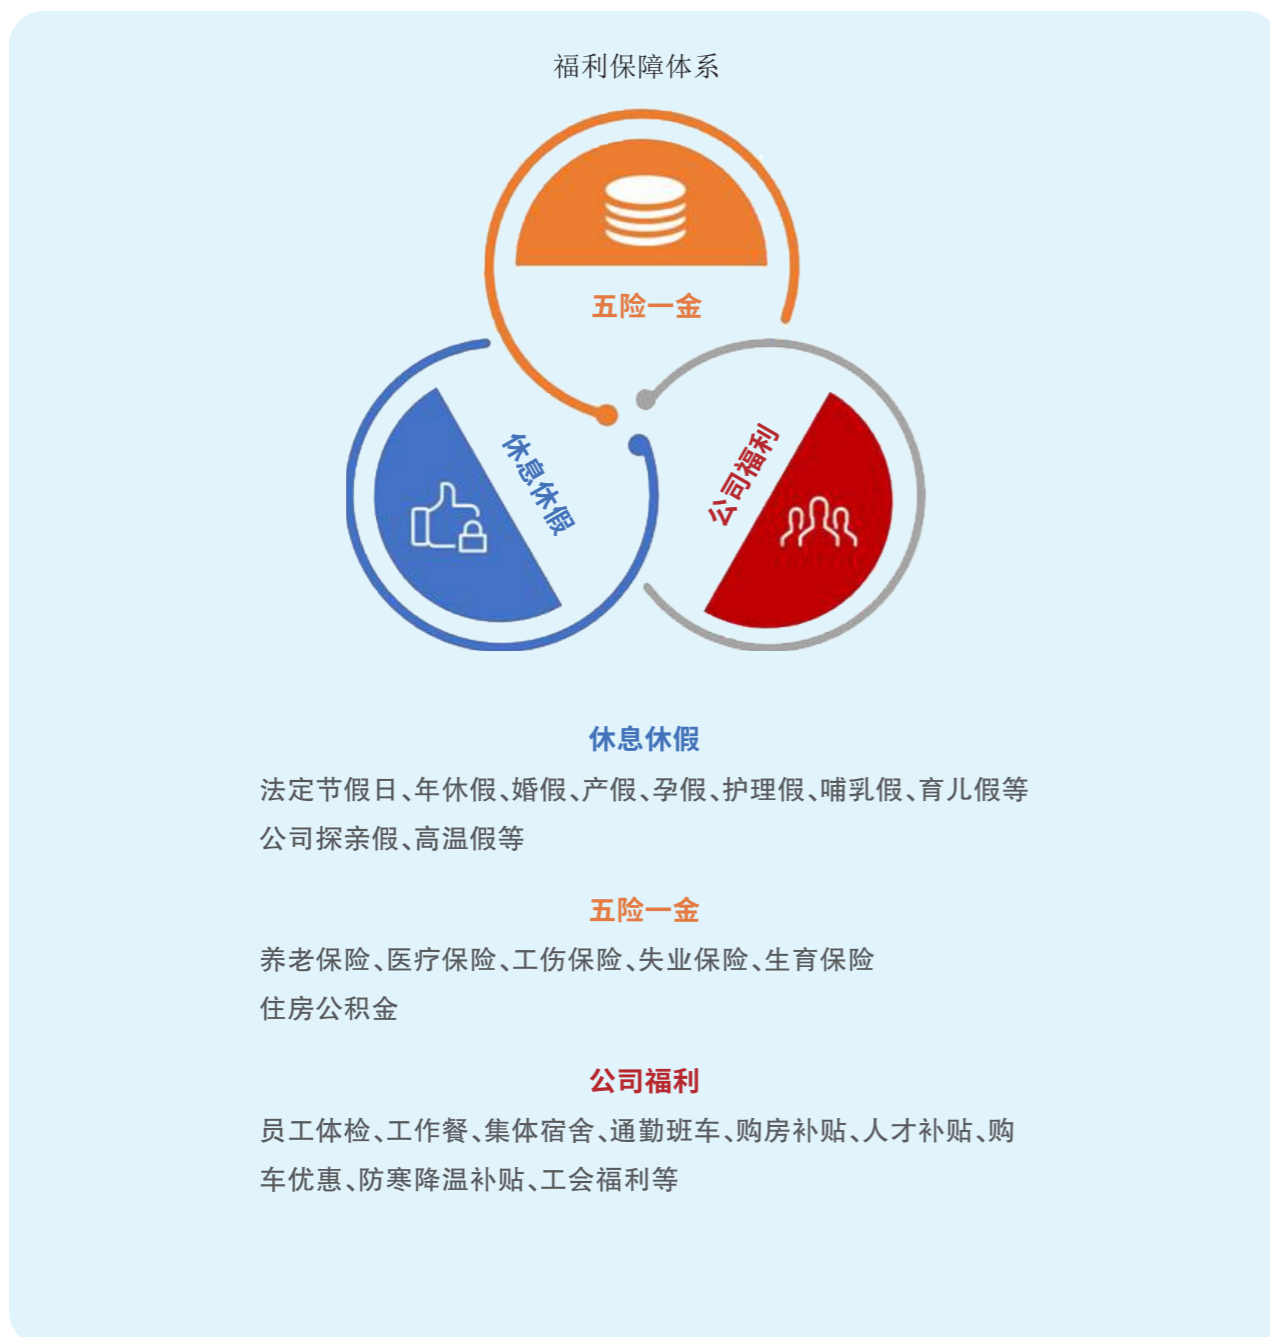 福利保障体系
五险一金
休息休假
公司福利
休息休假
法定节假日、年休假、婚假、产假、孕假、护理假、哺乳假、育儿假等
公司探亲假、高温假等
五险一金
养老保险、医疗保险、工伤保险、失业保险、生育保险
住房公积金
公司福利
员工体检、工作餐、集体宿舍、通勤班车、购房补贴、人才补贴、购
车优惠、防寒降温补贴、工会福利等